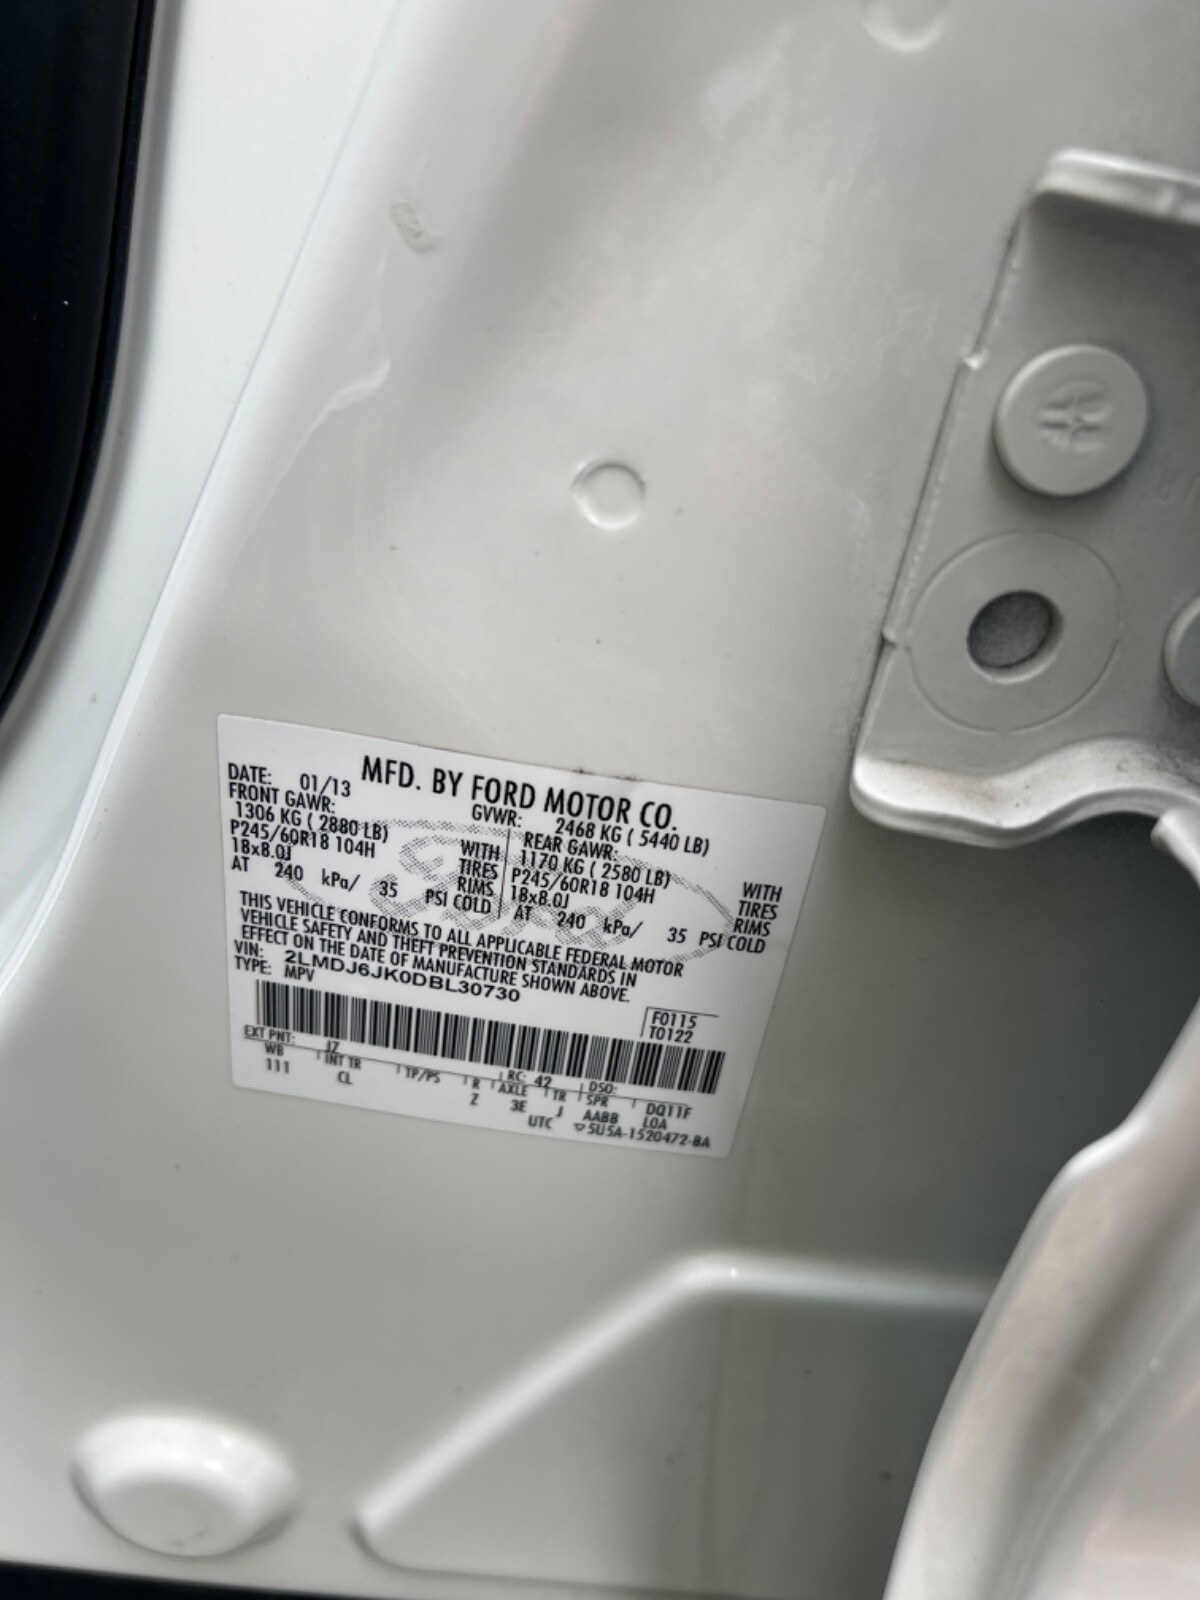 MFD. BY FORD MOTOR CO.
DATE: 01/13 GVWR: 2468 KG ( 5440 LB)
FRONT GAWR: REAR GAWR:
1306 KG ( 2880 LB) WITH 1170 KG ( 2580 LB) WITH
P245/60R18 104H TIRES P245/60R18 104H TIRES
18x8.0J RIMS 18x8.0J RIMS
AT 240 kPa/ 35 PSI COLD AT 240 kPa/ 35 PSI COLD
THIS VEHICLE CONFORMS TO ALL APPLICABLE FEDERAL MOTOR
VEHICLE SAFETY AND THEFT PREVENTION STANDARDS IN
EFFECT ON THE DATE OF MANUFACTURE SHOWN ABOVE.
VIN: 2LMDJ6JK0DBL30730
TYPE: MPV
F0115
T0122
EXT PNT: JZ RC: 42 DSO:
WB INT TR TP/PS R AXLE TR SPR DQ11F
111 CL Z 3E J AABB LOA
UTC ▽5U5A-1520472-BA
Ford